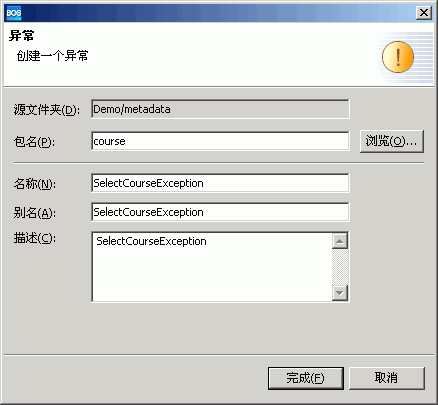 BOS
异常
创建一个异常
源文件夹(D): Demo/metadata
包名(P): course 浏览(O)...
名称(N): SelectCourseException
别名(A): SelectCourseException
描述(C): SelectCourseException
完成(F) 取消